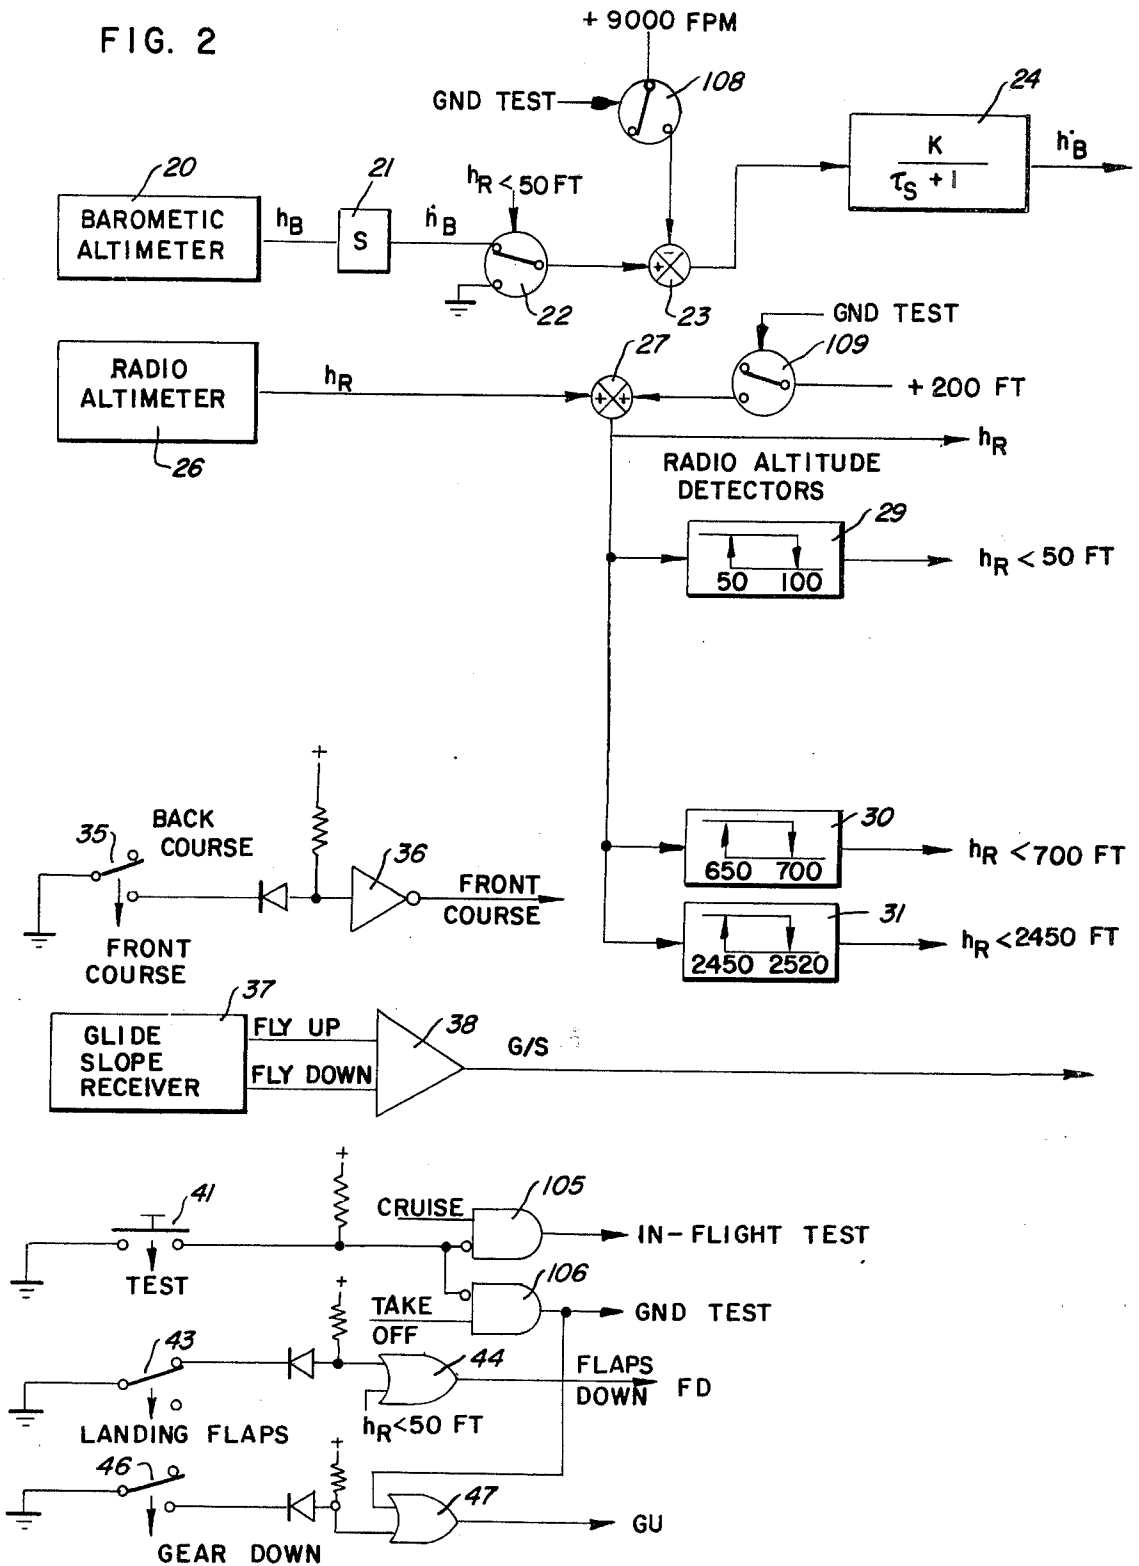 FIG. 2
+ 9000 FPM
GND TEST
108
24
K
τS + 1
ḣB
20
BAROMETIC
ALTIMETER
hB
21
S
ḣB
hR < 50 FT
22
+
−
23
RADIO
ALTIMETER
26
hR
27
+ +
GND TEST
109
+ 200 FT
hR
RADIO ALTITUDE
DETECTORS
29
50 100
hR < 50 FT
30
650 700
hR < 700 FT
31
2450 2520
hR < 2450 FT
35
BACK
COURSE
FRONT
COURSE
+
36
FRONT
COURSE
37
GLIDE
SLOPE
RECEIVER
FLY UP
FLY DOWN
38
G/S
41
TEST
+
CRUISE
105
IN-FLIGHT TEST
106
TAKE
OFF
GND TEST
43
LANDING FLAPS
+
44
hR < 50 FT
FLAPS
DOWN
FD
46
GEAR DOWN
+
47
GU